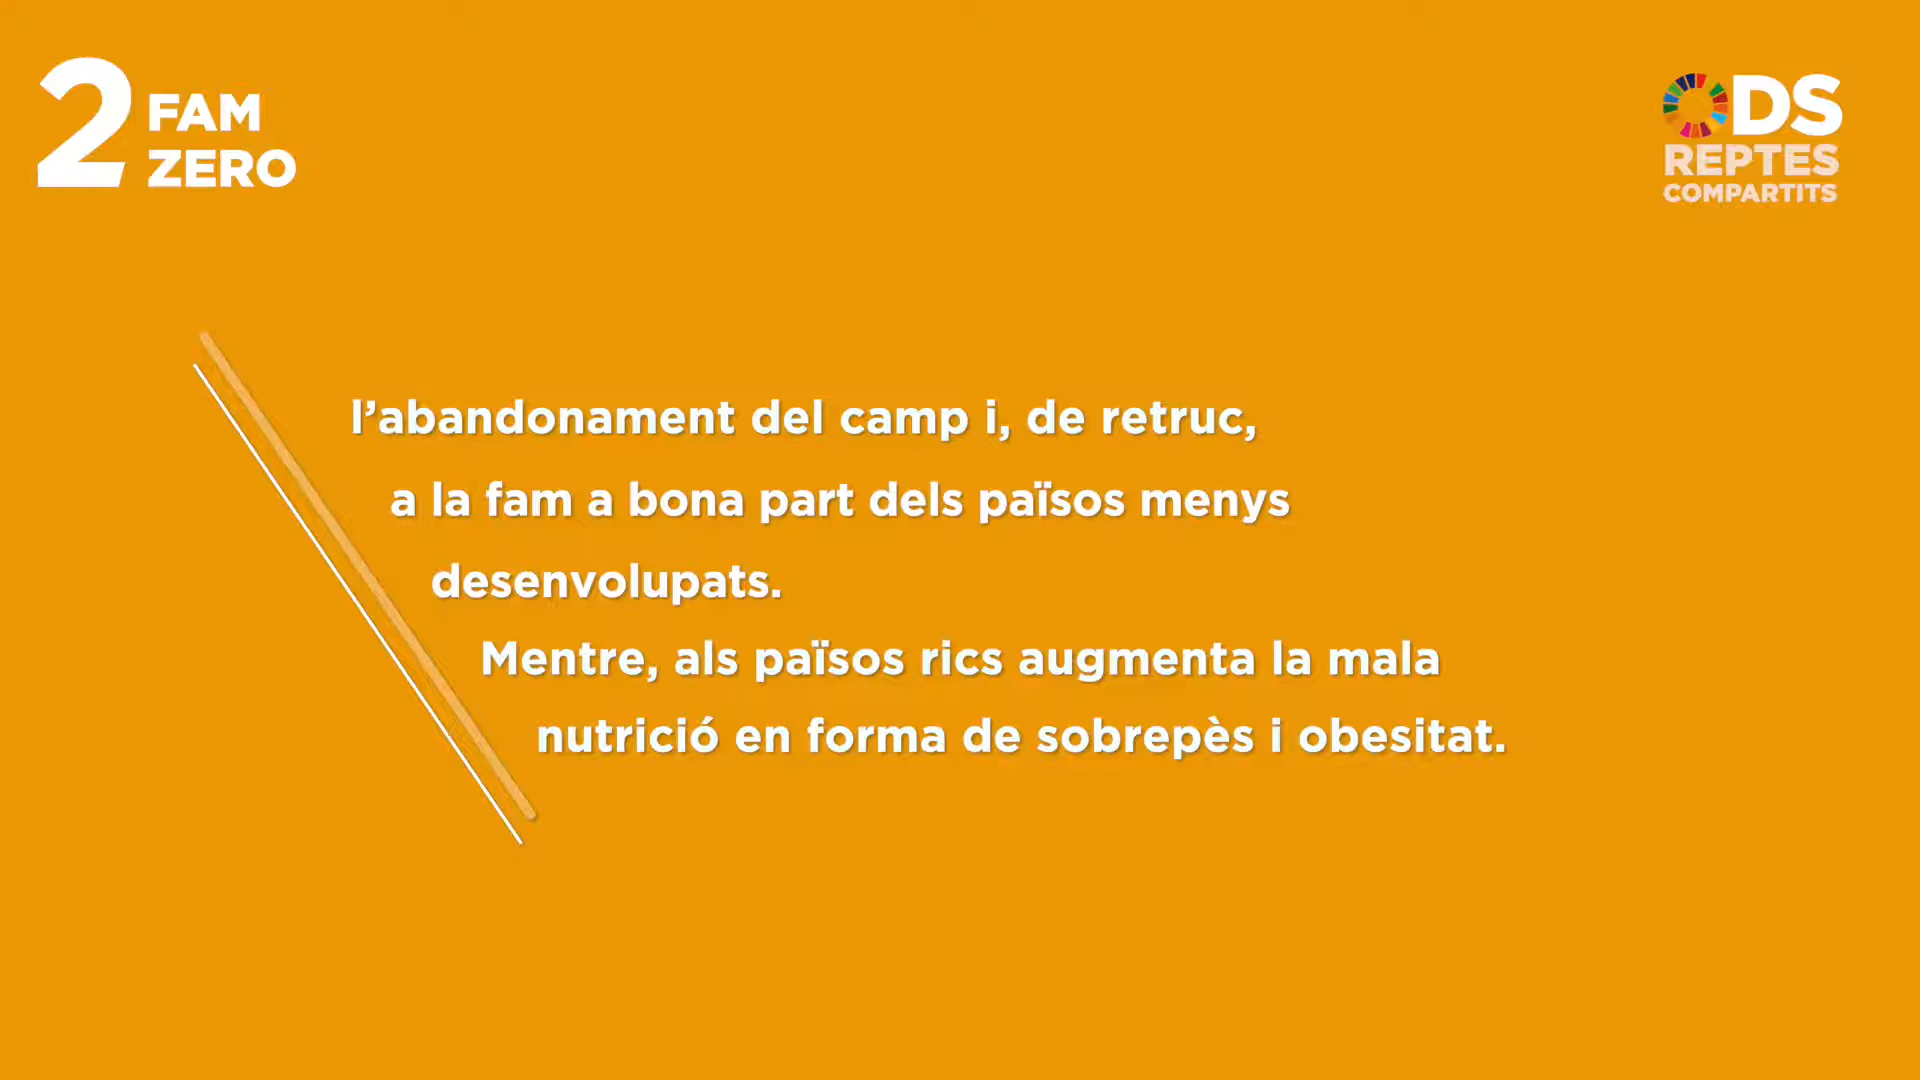 2 FAM
ZERO
ODS
REPTES
COMPARTITS
l’abandonament del camp i, de retruc,
a la fam a bona part dels països menys
desenvolupats.
Mentre, als països rics augmenta la mala
nutrició en forma de sobrepès i obesitat.